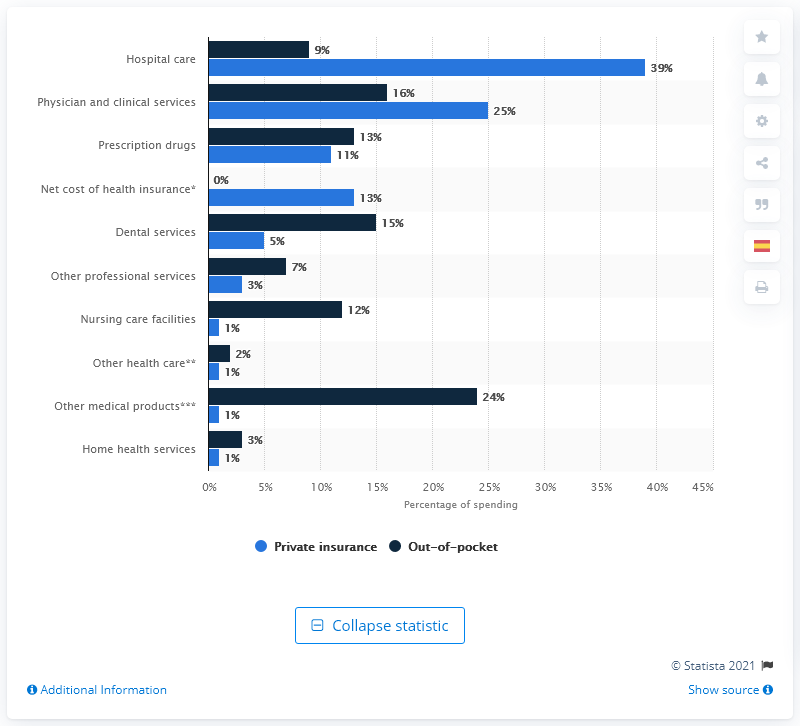 Hospital care
9%
39%
Physician and clinical services
16%
25%
Prescription drugs
13%
11%
Net cost of health insurance*
0%
13%
Dental services
15%
5%
Other professional services
7%
3%
Nursing care facilities
12%
1%
Other health care**
2%
1%
Other medical products***
24%
1%
Home health services
3%
1%
0% 5% 10% 15% 20% 25% 30% 35% 40% 45%
Percentage of spending
Private insurance Out-of-pocket
Collapse statistic
© Statista 2021
Additional Information Show source